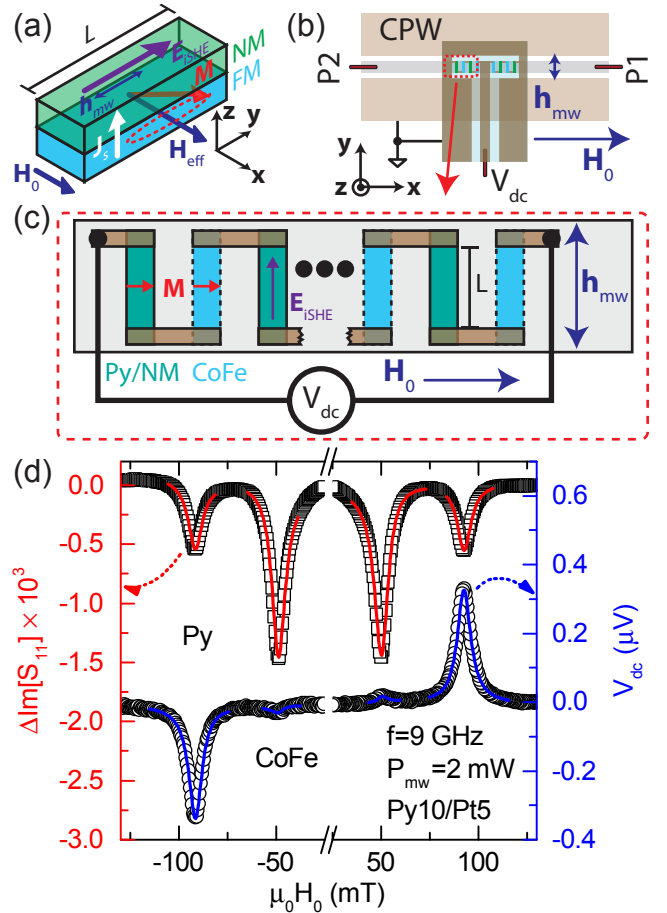 (a)
L
E_iSHE
NM
h_mw
M
FM
J_s
H_eff
H_0
z
y
x
(b)
CPW
P2
P1
h_mw
H_0
y
z
x
V_dc
(c)
M
E_iSHE
L
h_mw
Py/NM
CoFe
H_0
V_dc
(d)
0.0
-0.5
-1.0
-1.5
-2.0
-2.5
-3.0
ΔIm[S_11] × 10^3
0.6
0.4
0.2
0.0
-0.2
-0.4
V_dc (μV)
Py
CoFe
f=9 GHz
P_mw=2 mW
Py10/Pt5
-100
-50
50
100
μ_0H_0 (mT)